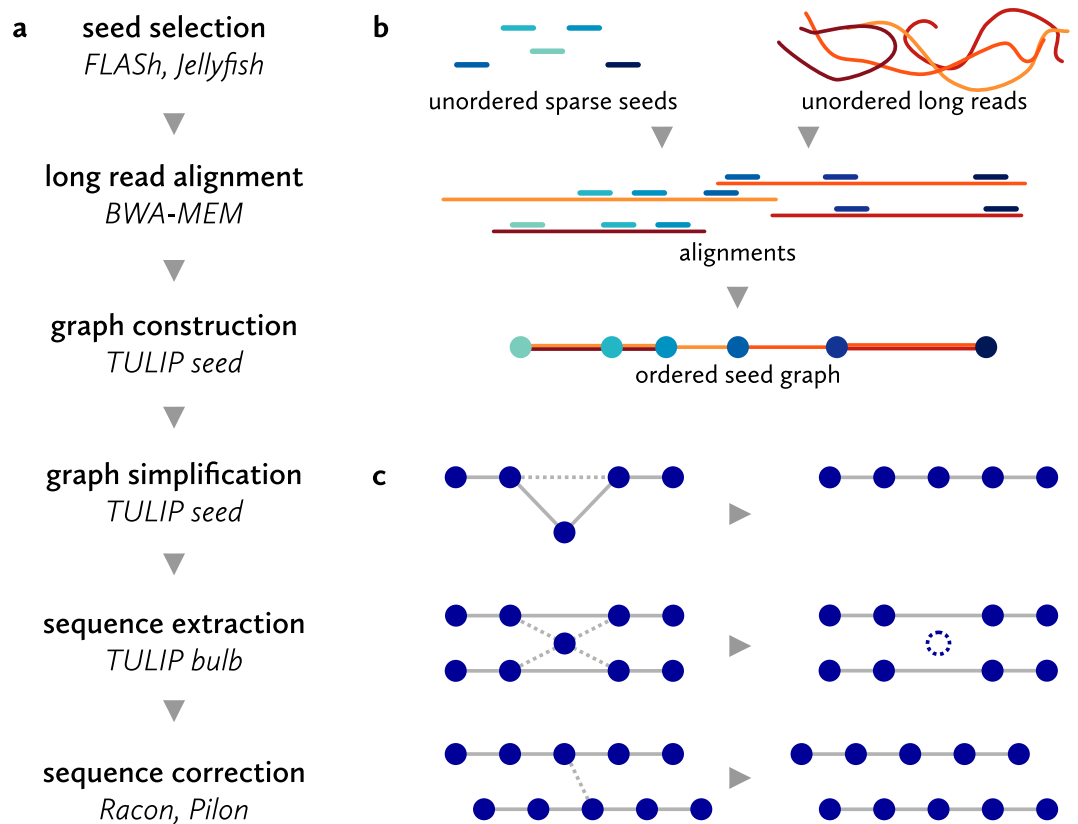 a
seed selection
FLASh, Jellyfish
long read alignment
BWA-MEM
graph construction
TULIP seed
graph simplification
TULIP seed
sequence extraction
TULIP bulb
sequence correction
Racon, Pilon
b
unordered sparse seeds
unordered long reads
alignments
ordered seed graph
c